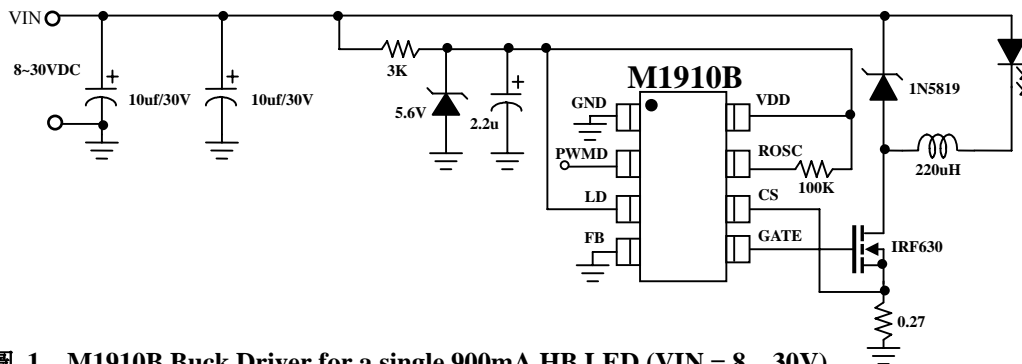 VIN
8~30VDC
10uf/30V
10uf/30V
3K
5.6V
2.2u
M1910B
GND
PWMD
LD
FB
VDD
ROSC
CS
GATE
100K
1N5819
220uH
IRF630
0.27
1 M1910B Buck Driver for a single 900mA HB LED (VIN = 8 30V)